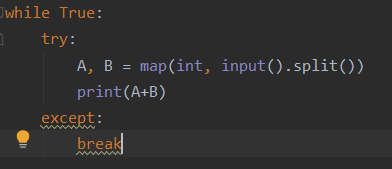 while True:
    try:
        A, B = map(int, input().split())
        print(A+B)
    except:
        break